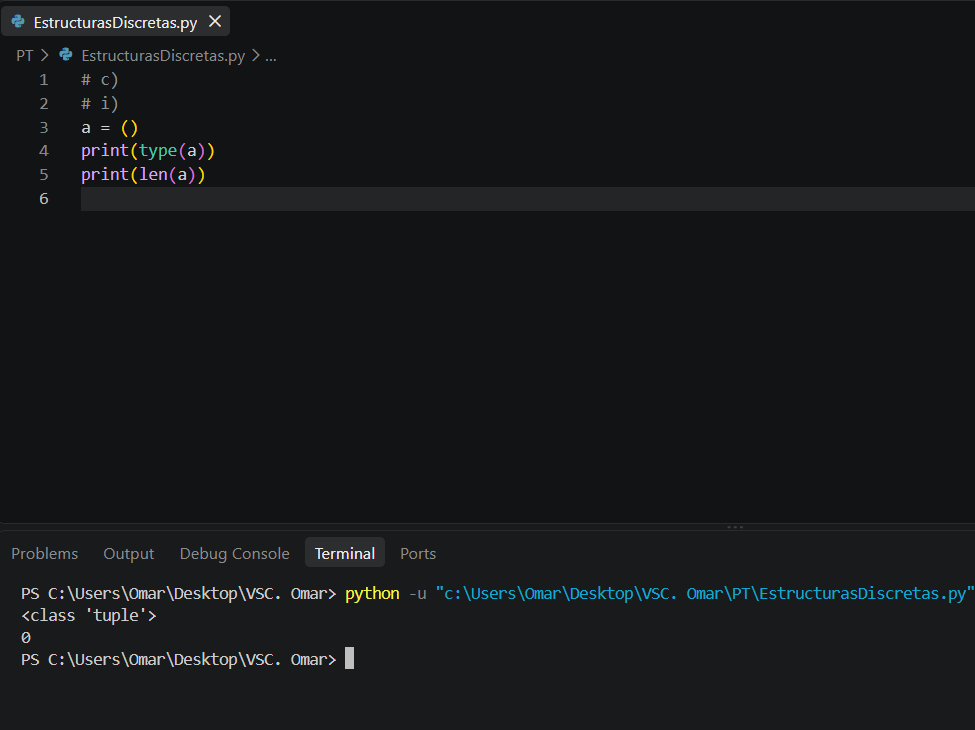 EstructurasDiscretas.py
PT > EstructurasDiscretas.py > ...
1 # c)
2 # i)
3 a = ()
4 print(type(a))
5 print(len(a))
6
Problems Output Debug Console Terminal Ports
PS C:\Users\Omar\Desktop\VSC. Omar> python -u "c:\Users\Omar\Desktop\VSC. Omar\PT\EstructurasDiscretas.py"
<class 'tuple'>
0
PS C:\Users\Omar\Desktop\VSC. Omar>